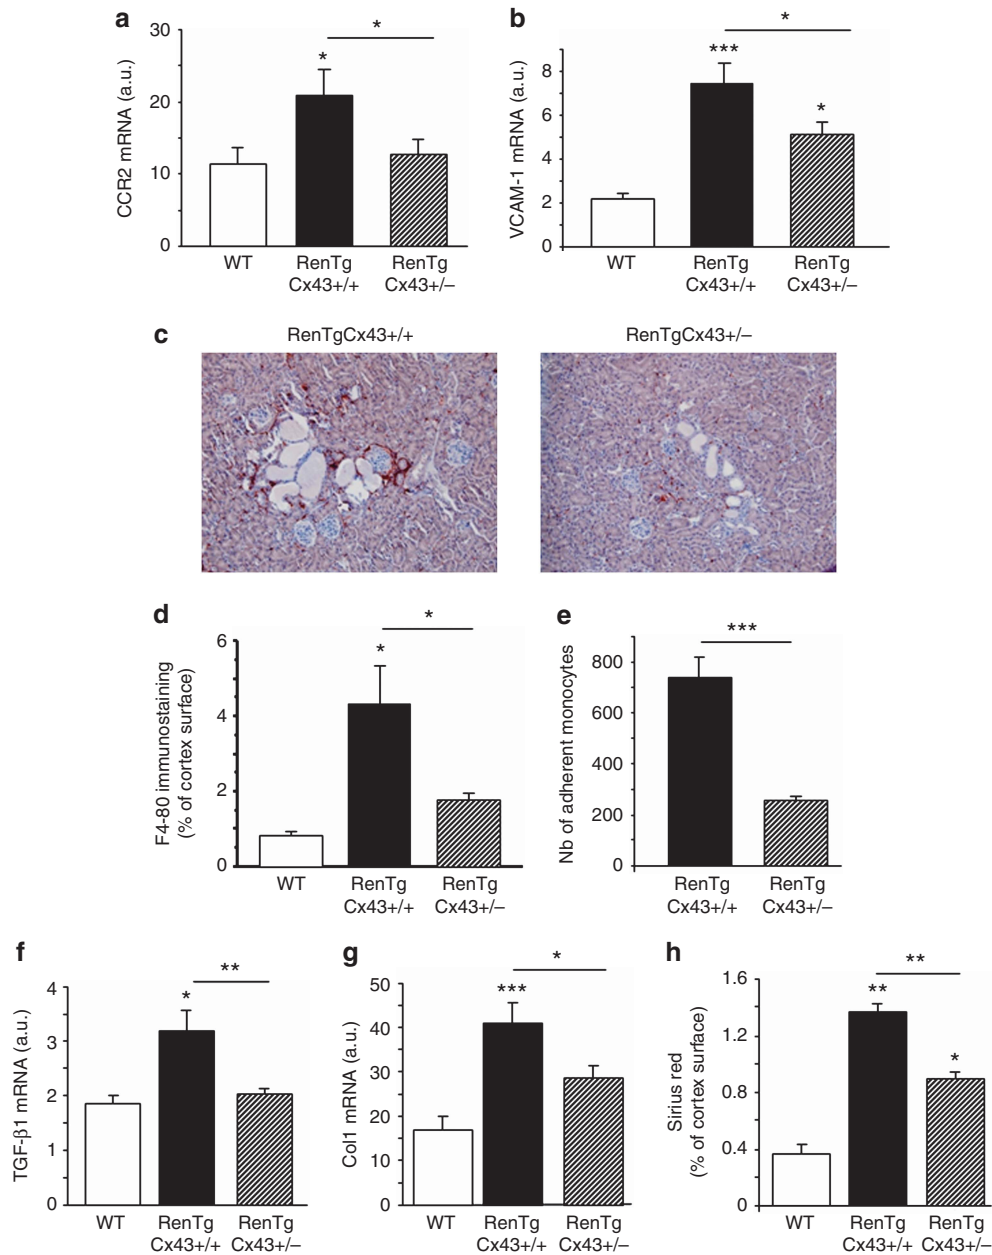 a
b
30
20
10
0
CCR2 mRNA (a.u.)
*
*
WT
RenTg
Cx43+/+
RenTg
Cx43+/–
8
6
4
2
0
VCAM-1 mRNA (a.u.)
***
*
*
WT
RenTg
Cx43+/+
RenTg
Cx43+/–
c
RenTgCx43+/+
RenTgCx43+/–
d
6
4
2
0
F4-80 immunostaining
(% of cortex surface)
*
*
WT
RenTg
Cx43+/+
RenTg
Cx43+/–
e
800
600
400
200
0
Nb of adherent monocytes
***
RenTg
Cx43+/+
RenTg
Cx43+/–
f
4
3
2
1
0
TGF-β1 mRNA (a.u.)
*
**
WT
RenTg
Cx43+/+
RenTg
Cx43+/–
g
50
40
30
20
10
0
Col1 mRNA (a.u.)
***
*
WT
RenTg
Cx43+/+
RenTg
Cx43+/–
h
1.6
1.2
0.8
0.4
0
Sirius red
(% of cortex surface)
**
**
*
WT
RenTg
Cx43+/+
RenTg
Cx43+/–